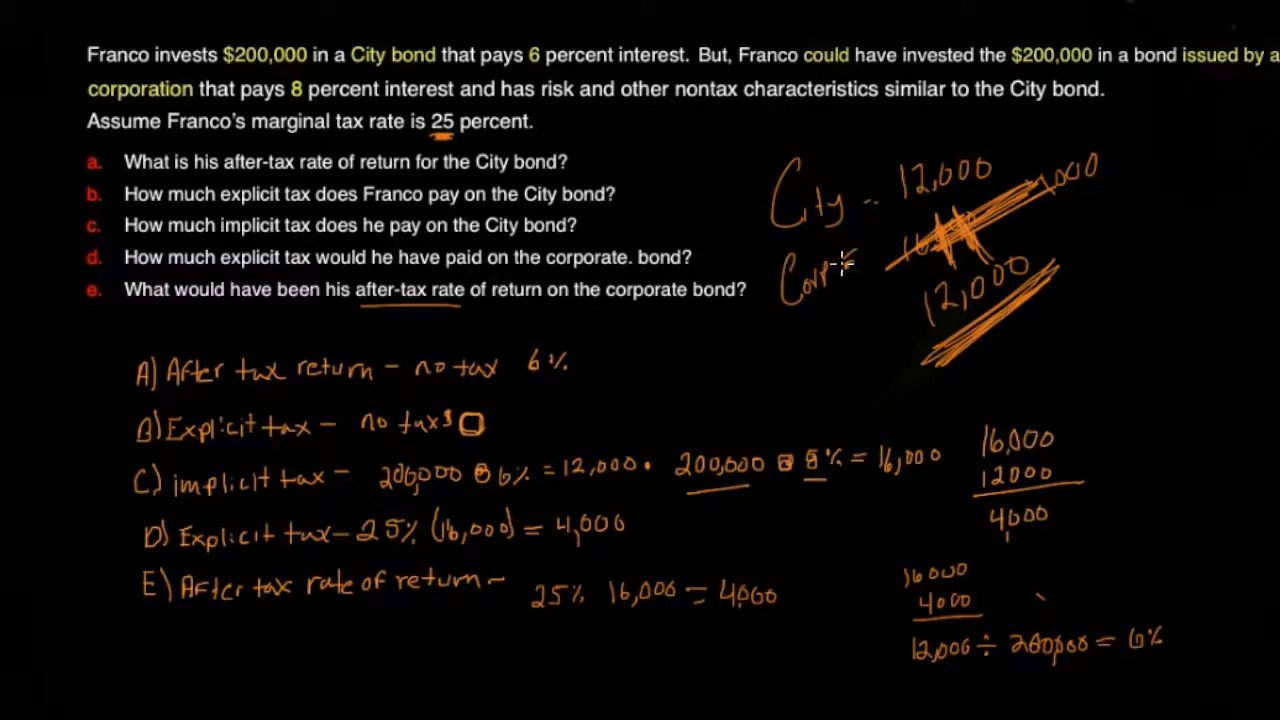 Franco invests $200,000 in a City bond that pays 6 percent interest. But, Franco could have invested the $200,000 in a bond issued by a
corporation that pays 8 percent interest and has risk and other nontax characteristics similar to the City bond.
Assume Franco's marginal tax rate is 25 percent.
a. What is his after-tax rate of return for the City bond?
b. How much explicit tax does Franco pay on the City bond?
c. How much implicit tax does he pay on the City bond?
d. How much explicit tax would he have paid on the corporate. bond?
e. What would have been his after-tax rate of return on the corporate bond?
City - 12,000
Corp
12,000
A) After tax return - no tax 6%
B) Explicit tax - no tax $0
C) implicit tax - 200,000 @ 6% = 12,000. 200,000 @ 8% = 16,000
16,000
12000
4,000
D) Explicit tax - 25% (16,000) = 4,000
E) After tax rate of return - 25% 16,000 = 4,000
16000
4000
12,000 ÷ 200,000 = 6%